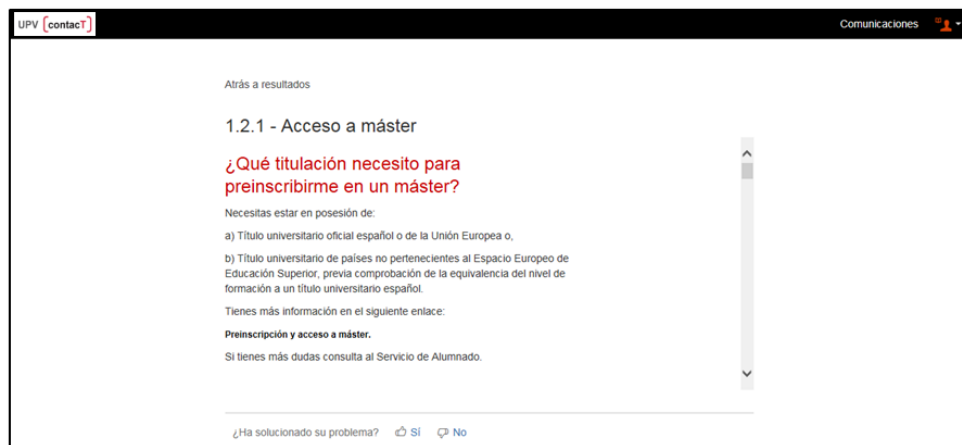 UPV [contacT]
Comunicaciones
Atrás a resultados
1.2.1 - Acceso a máster
¿Qué titulación necesito para
preinscribirme en un máster?
Necesitas estar en posesión de:
a) Título universitario oficial español o de la Unión Europea o,
b) Título universitario de países no pertenecientes al Espacio Europeo de
Educación Superior, previa comprobación de la equivalencia del nivel de
formación a un título universitario español.
Tienes más información en el siguiente enlace:
Preinscripción y acceso a máster.
Si tienes más dudas consulta al Servicio de Alumnado.
¿Ha solucionado su problema? Sí No